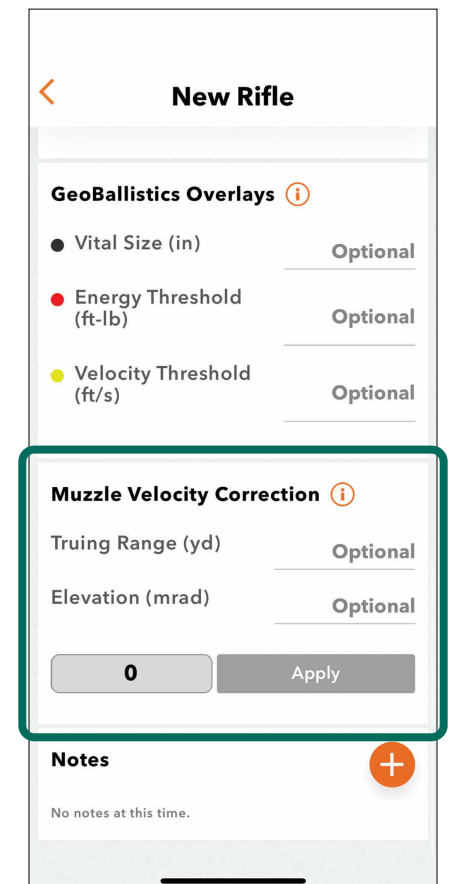 New Rifle
GeoBallistics Overlays i
Vital Size (in) Optional
Energy Threshold
(ft-lb) Optional
Velocity Threshold
(ft/s) Optional
Muzzle Velocity Correction i
Truing Range (yd) Optional
Elevation (mrad) Optional
0 Apply
Notes
No notes at this time.